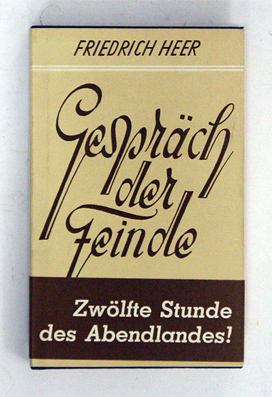 FRIEDRICH HEER
Gespräch
der
Feinde
Zwölfte Stunde
des Abendlandes!